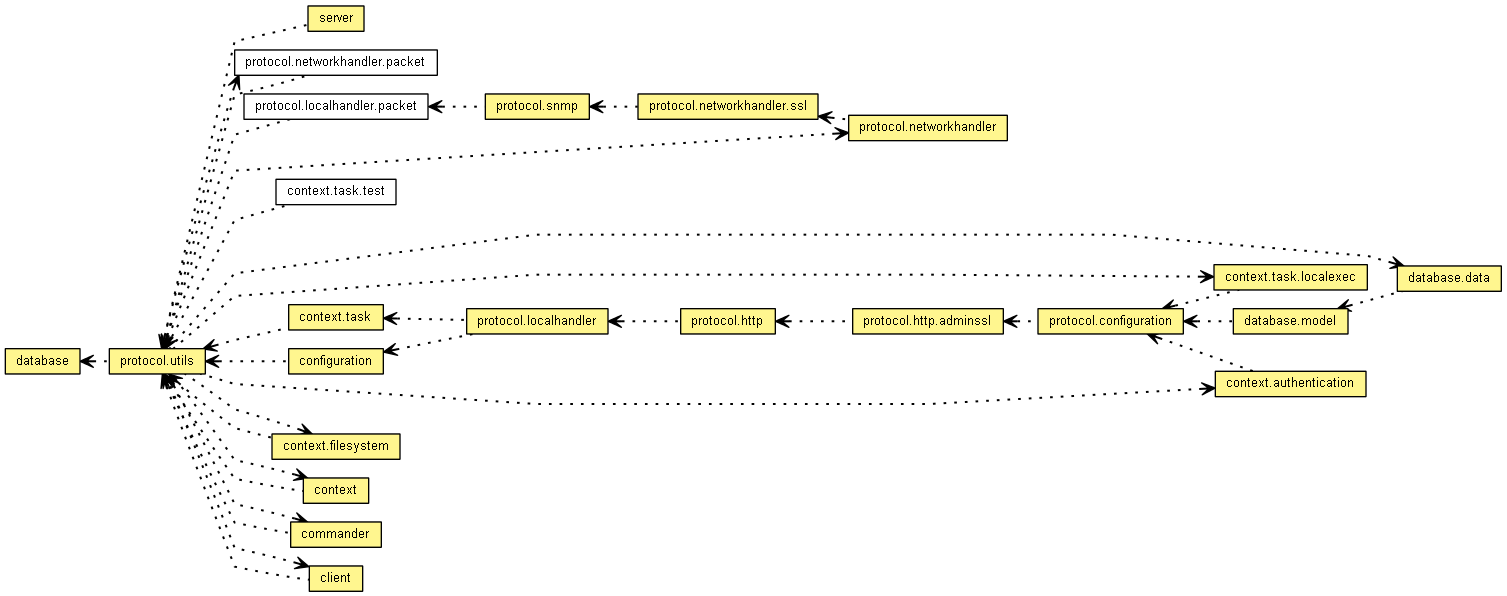 server
protocol.networkhandler.packet
protocol.localhandler.packet
protocol.snmp
protocol.networkhandler.ssl
protocol.networkhandler
context.task.test
context.task.localexec
database.data
context.task
protocol.localhandler
protocol.http
protocol.http.adminssl
protocol.configuration
database.model
database
protocol.utils
configuration
context.authentication
context.filesystem
context
commander
client